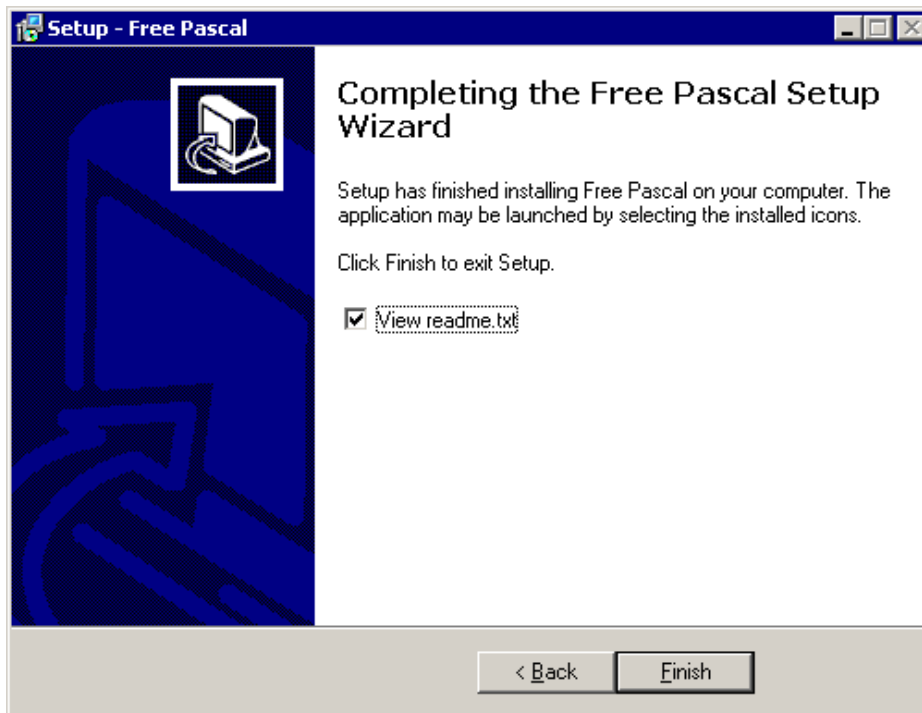 Setup - Free Pascal
Completing the Free Pascal Setup
Wizard
Setup has finished installing Free Pascal on your computer. The
application may be launched by selecting the installed icons.
Click Finish to exit Setup.
View readme.txt
< Back
Finish